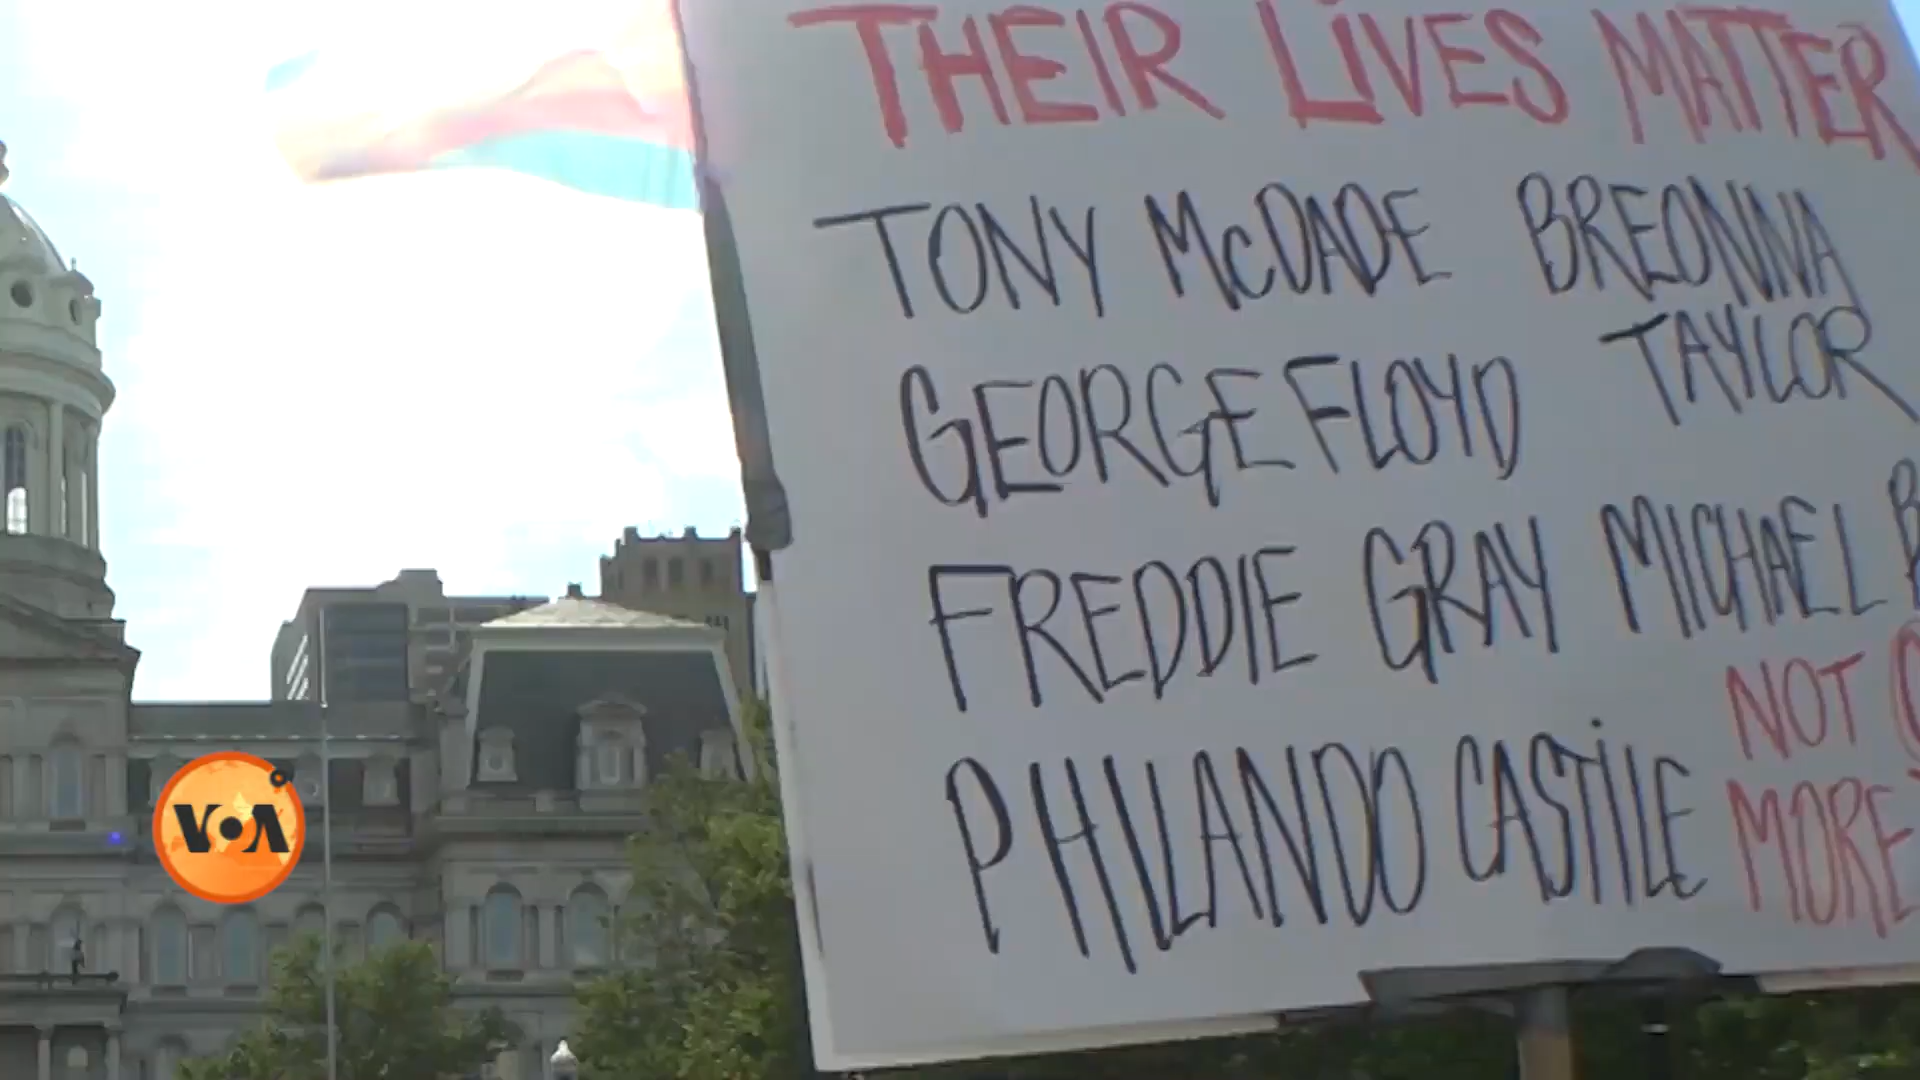 THEIR LIVES MATTER
TONY McDADE BREONNA
TAYLOR
GEORGE FLOYD
FREDDIE GRAY MICHAEL
NOT
PHILANDO CASTILE
MORE
VOA